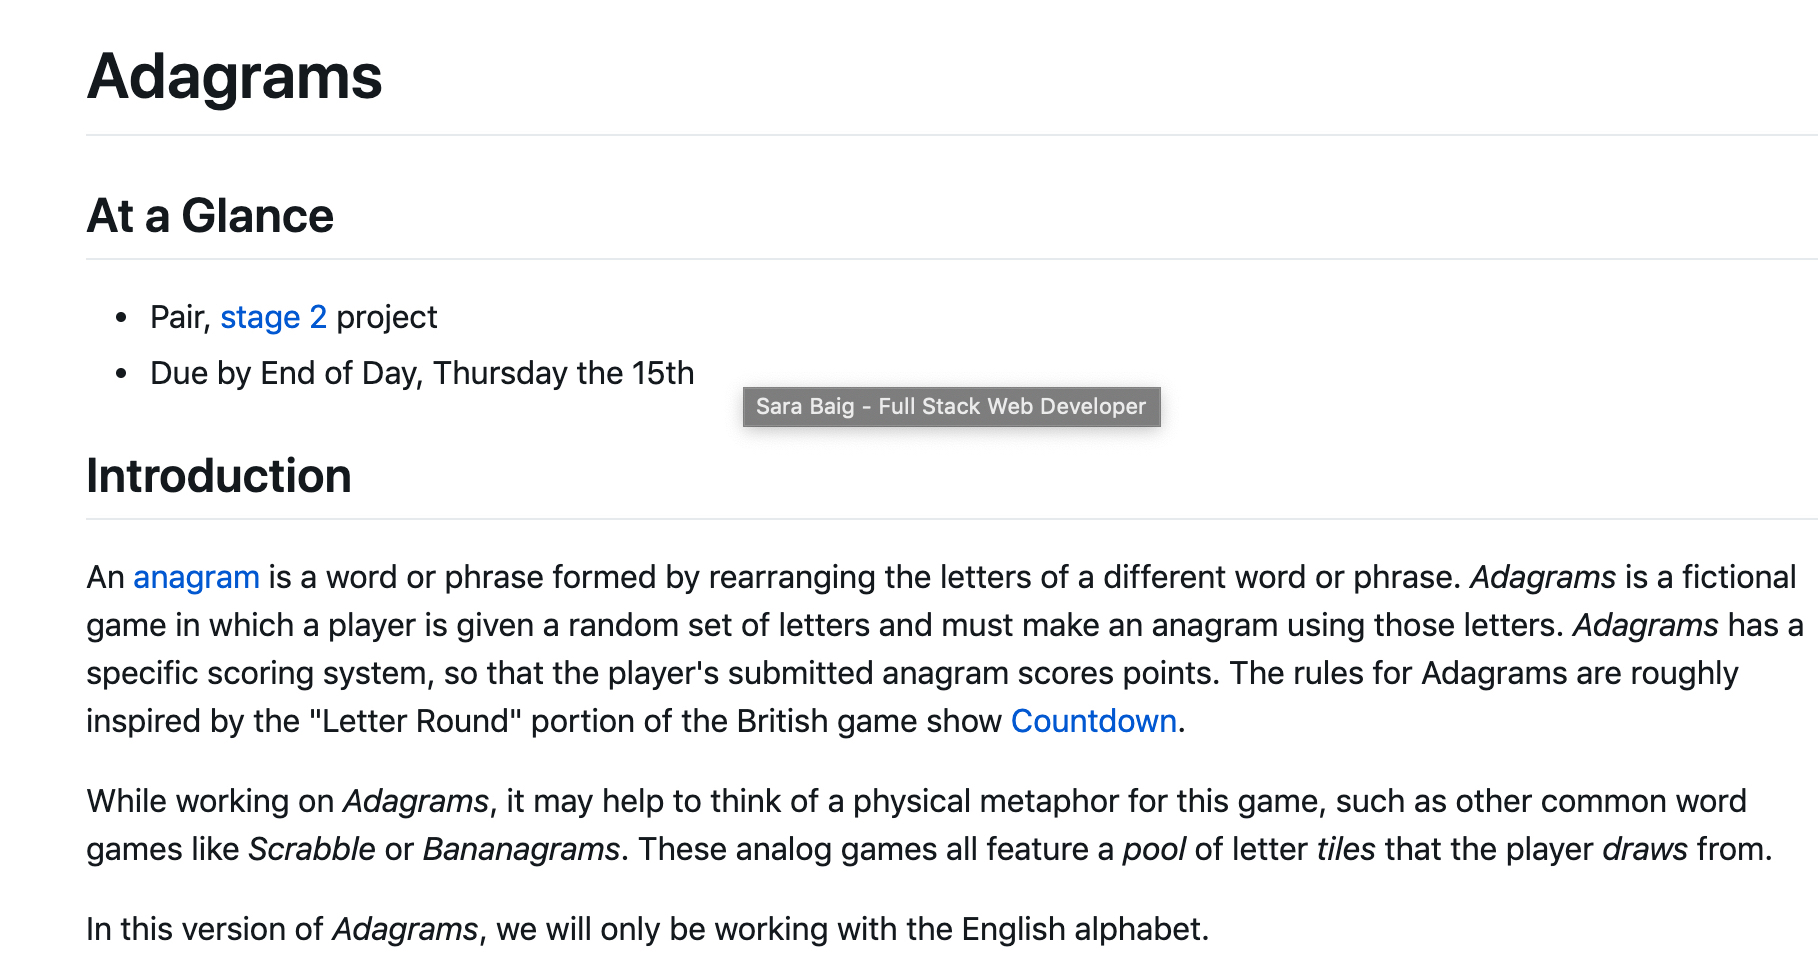 Adagrams
At a Glance
Pair, stage 2 project
Due by End of Day, Thursday the 15th
Sara Baig - Full Stack Web Developer
Introduction
An anagram is a word or phrase formed by rearranging the letters of a different word or phrase. Adagrams is a fictional
game in which a player is given a random set of letters and must make an anagram using those letters. Adagrams has a
specific scoring system, so that the player's submitted anagram scores points. The rules for Adagrams are roughly
inspired by the "Letter Round" portion of the British game show Countdown.
While working on Adagrams, it may help to think of a physical metaphor for this game, such as other common word
games like Scrabble or Bananagrams. These analog games all feature a pool of letter tiles that the player draws from.
In this version of Adagrams, we will only be working with the English alphabet.